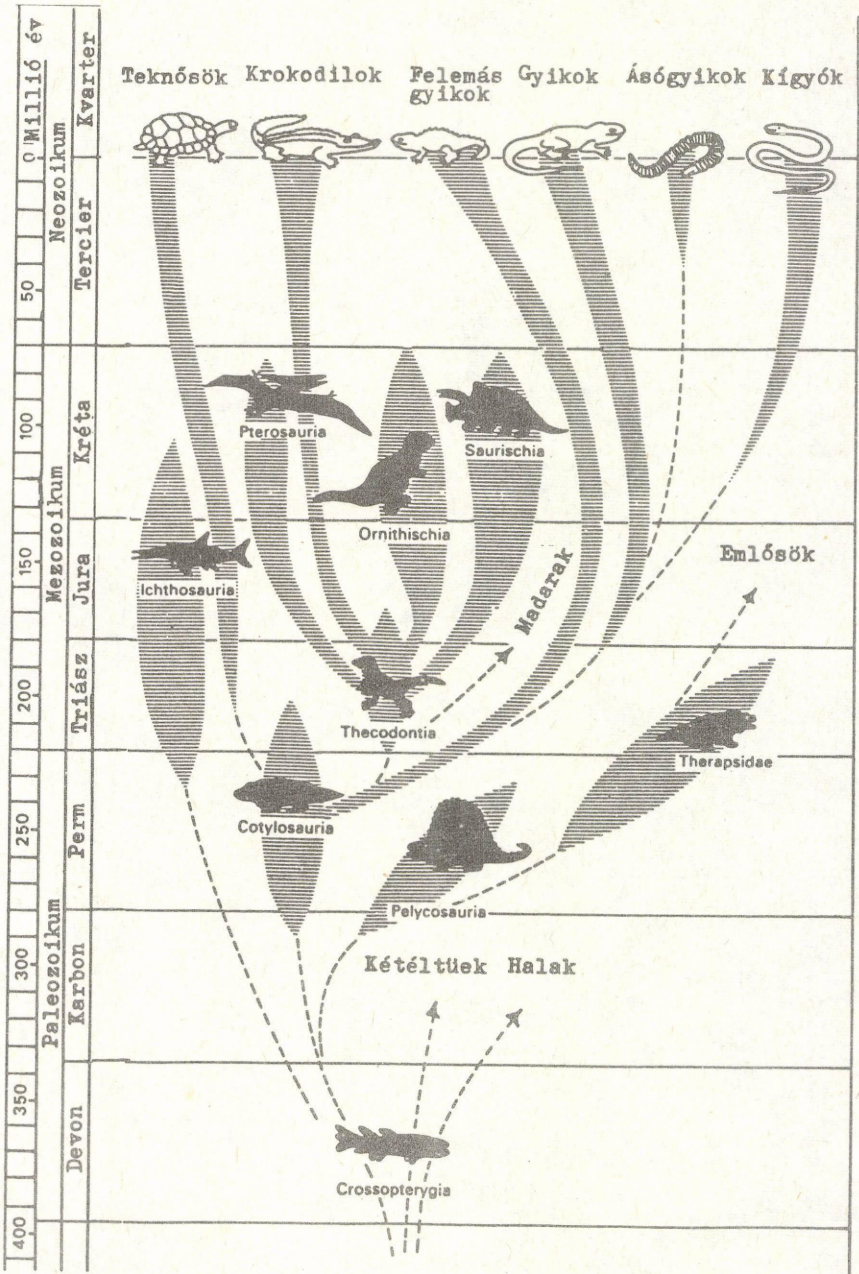 Teknősök
Krokodilok
Felemás
gyikok
Gyikok
Ásógyikok
Kígyók
Millió év
0
50
100
150
200
250
300
350
400
Neozoikum
Mezozoikum
Paleozoikum
Kvarter
Tercier
Kréta
Jura
Triász
Perm
Karbon
Devon
Pterosauria
Saurischia
Ornithischia
Ichthosauria
Emlősök
Madarak
Thecodontia
Therapsidae
Cotylosauria
Pelycosauria
Kétéltüek
Halak
Crossopterygia